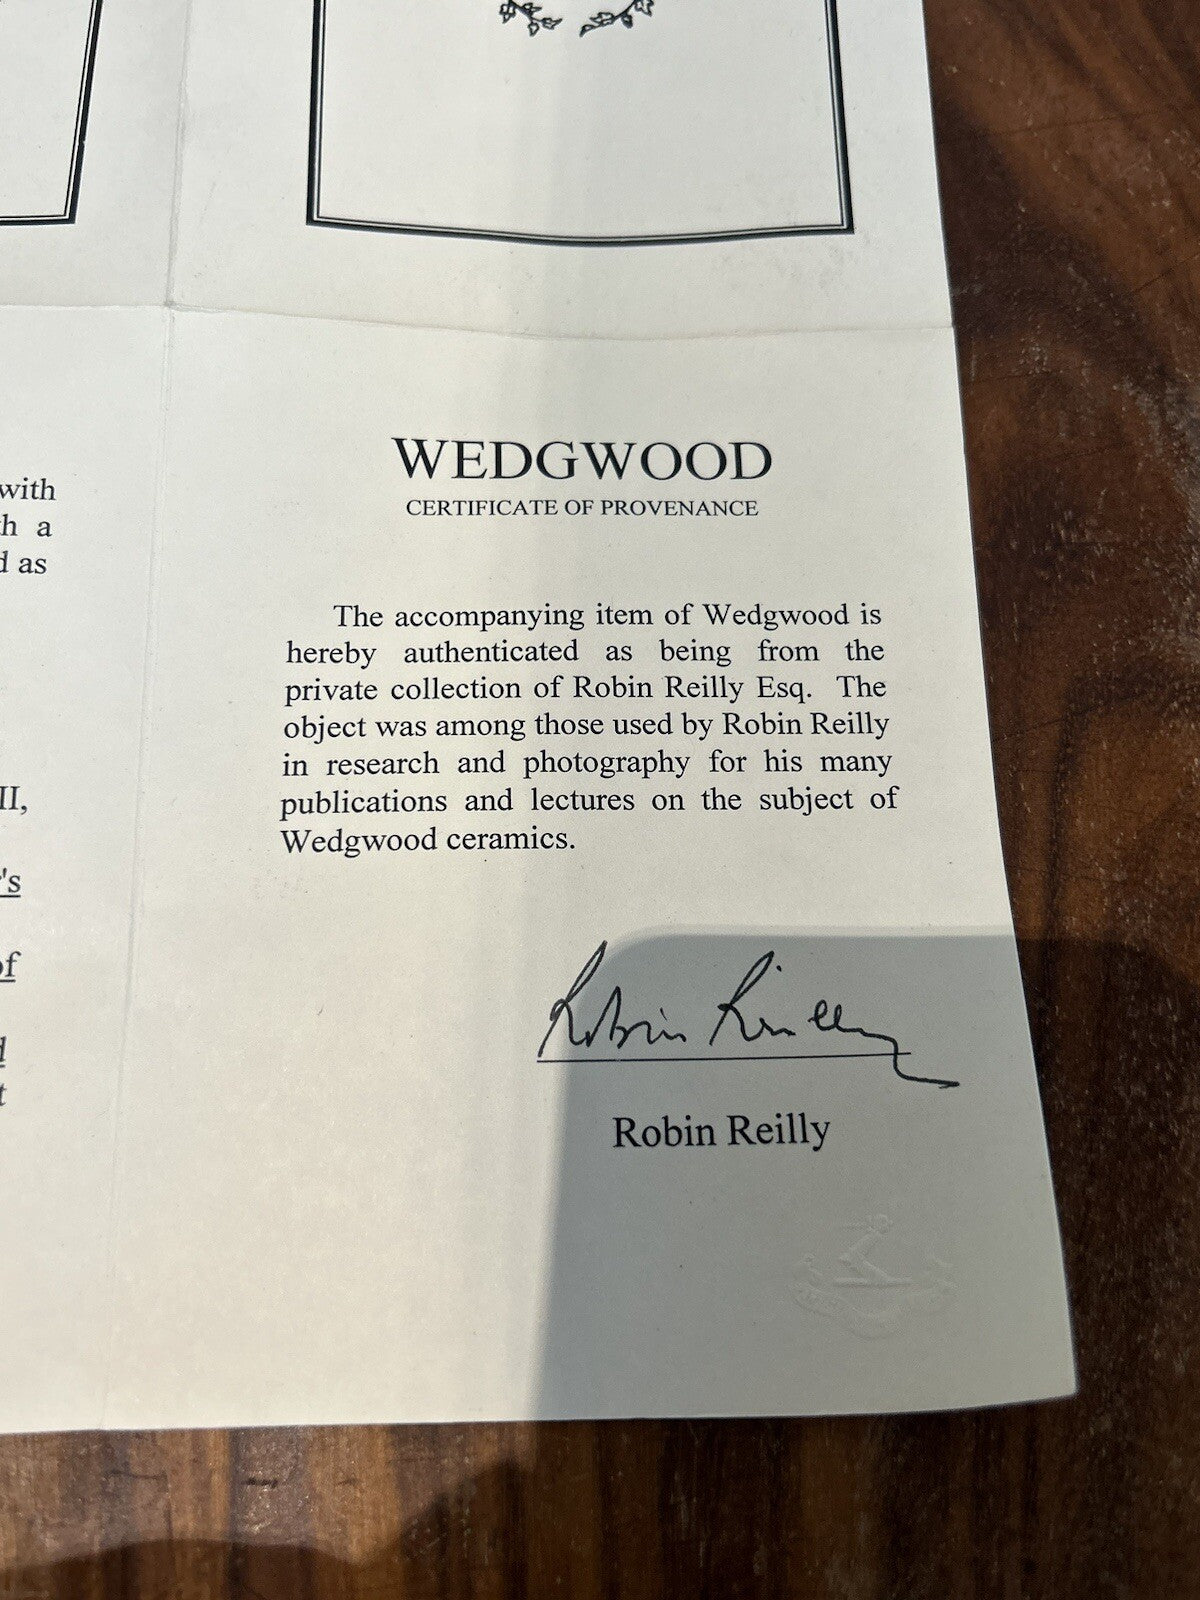 with
h a
d as
II,
's
of
d
t
WEDGWOOD
CERTIFICATE OF PROVENANCE
The accompanying item of Wedgwood is
hereby authenticated as being from the
private collection of Robin Reilly Esq. The
object was among those used by Robin Reilly
in research and photography for his many
publications and lectures on the subject of
Wedgwood ceramics.
Robin Reilly
Robin Reilly